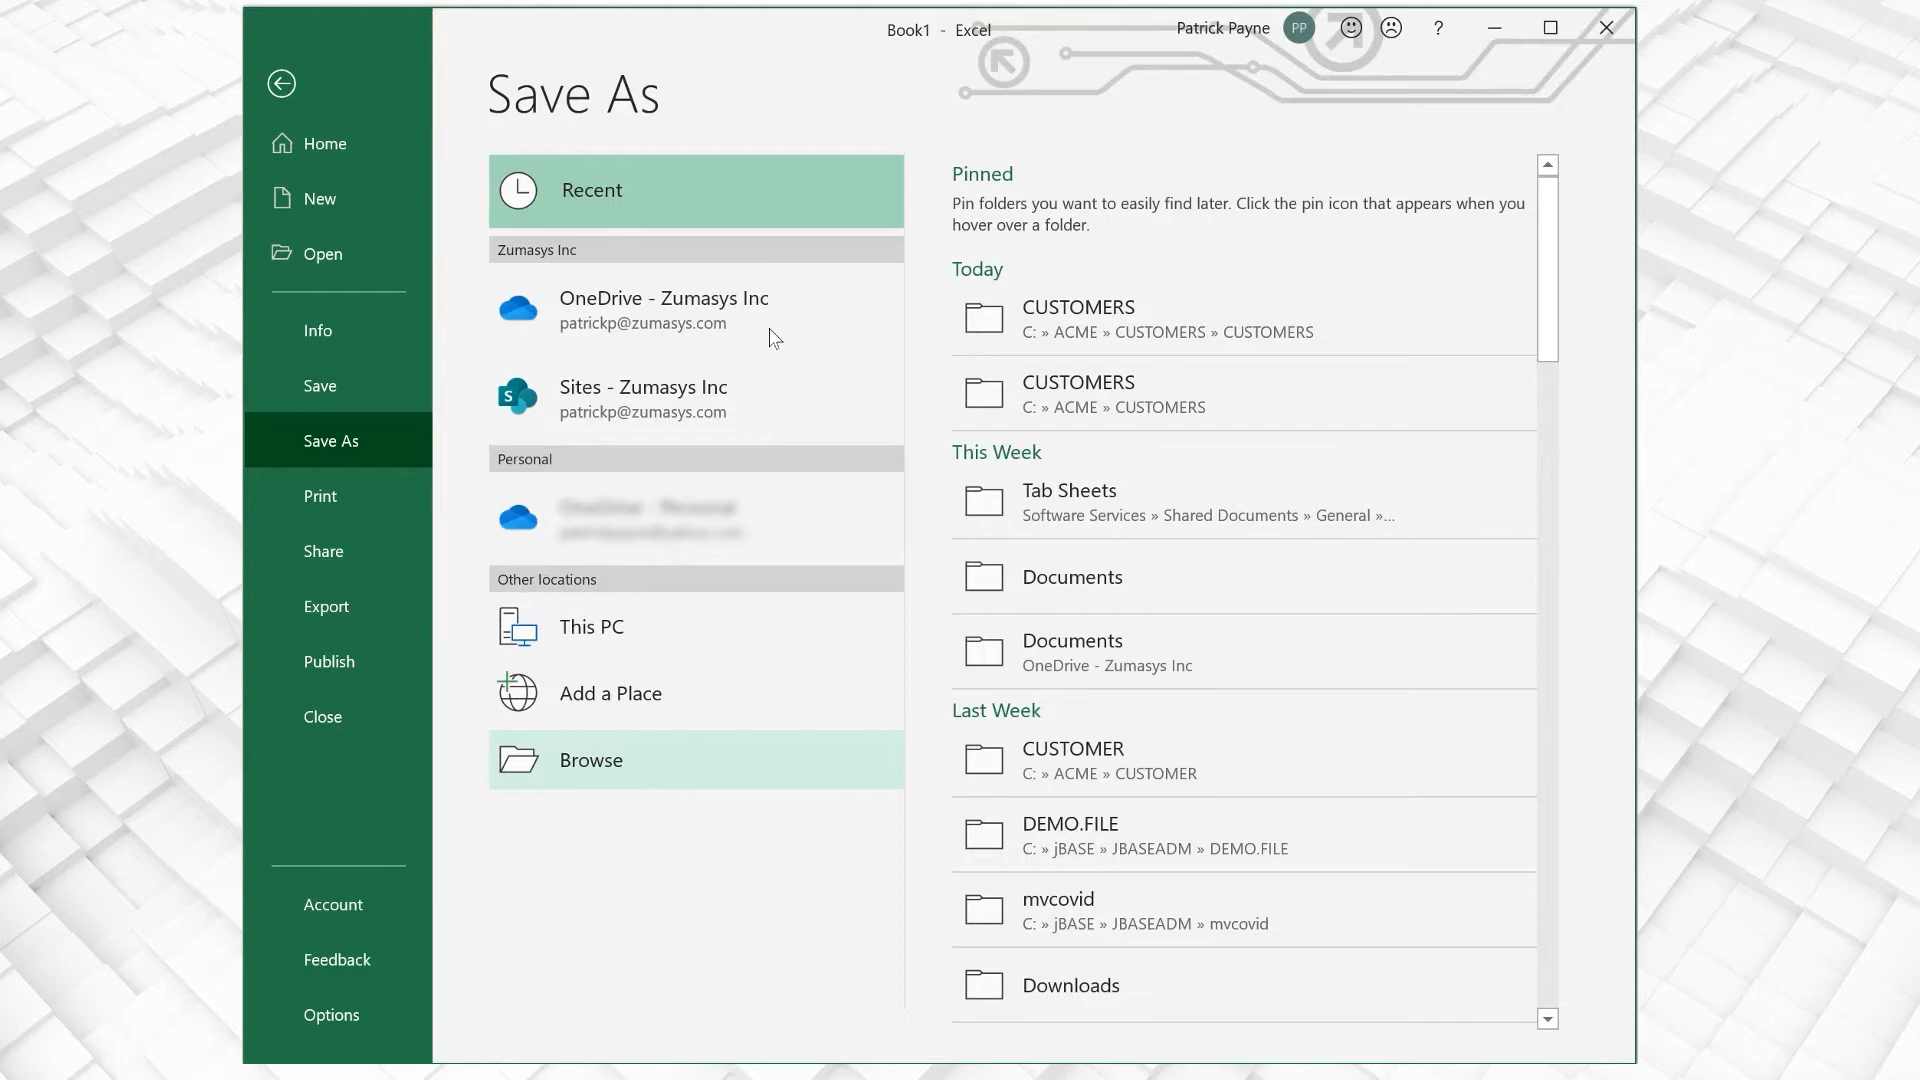 Book1 - Excel
Patrick Payne
PP
?
Save As
Home
New
Open
Info
Save
Save As
Print
Share
Export
Publish
Close
Account
Feedback
Options
Recent
Zumasys Inc
OneDrive - Zumasys Inc
patrickp@zumasys.com
S
Sites - Zumasys Inc
patrickp@zumasys.com
Personal
Other locations
This PC
Add a Place
Browse
Pinned
Pin folders you want to easily find later. Click the pin icon that appears when you
hover over a folder.
Today
CUSTOMERS
C: » ACME » CUSTOMERS » CUSTOMERS
CUSTOMERS
C: » ACME » CUSTOMERS
This Week
Tab Sheets
Software Services » Shared Documents » General »...
Documents
Documents
OneDrive - Zumasys Inc
Last Week
CUSTOMER
C: » ACME » CUSTOMER
DEMO.FILE
C: » jBASE » JBASEADM » DEMO.FILE
mvcovid
C: » jBASE » JBASEADM » mvcovid
Downloads